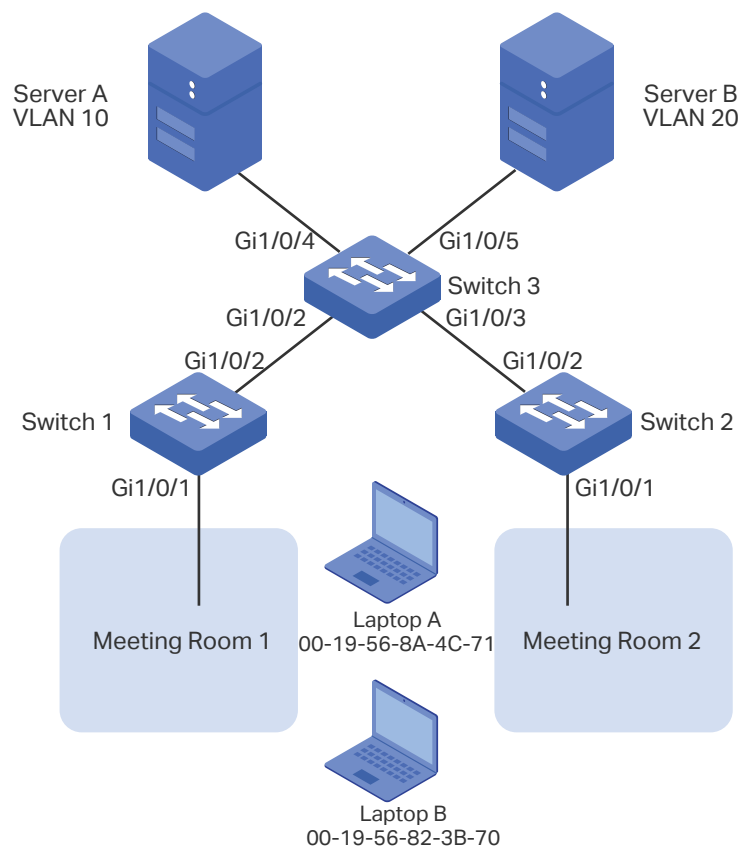 Server A
VLAN 10
Server B
VLAN 20
Gi1/0/4
Gi1/0/5
Switch 3
Gi1/0/2
Gi1/0/3
Gi1/0/2
Gi1/0/2
Switch 1
Switch 2
Gi1/0/1
Gi1/0/1
Laptop A
00-19-56-8A-4C-71
Meeting Room 1
Meeting Room 2
Laptop B
00-19-56-82-3B-70